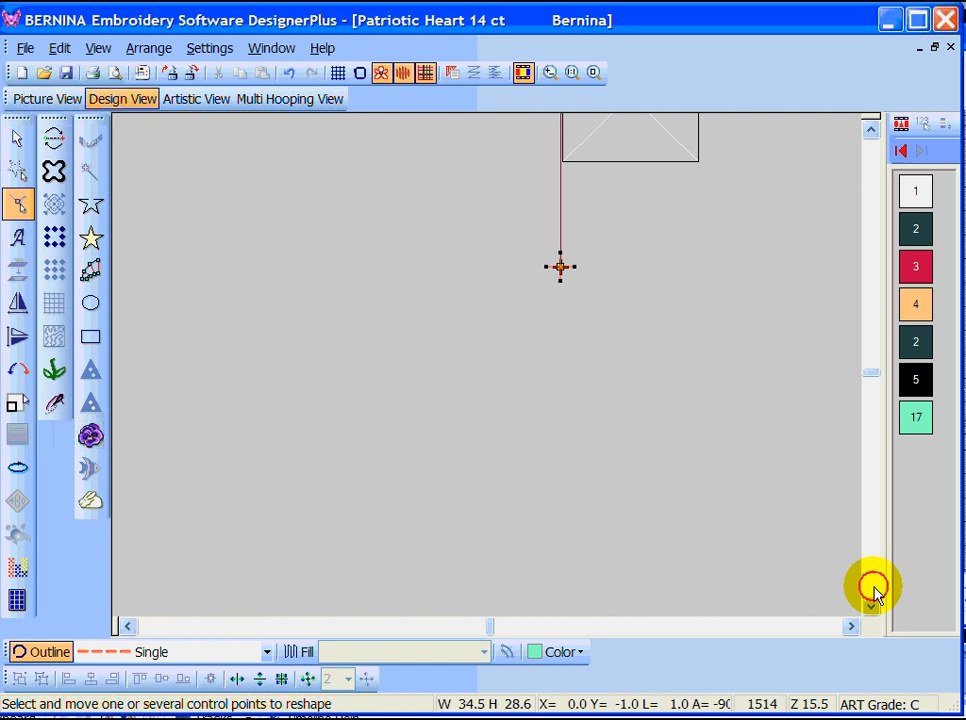 BERNINA Embroidery Software DesignerPlus - [Patriotic Heart 14 ct Bernina]
File Edit View Arrange Settings Window Help
Picture View Design View Artistic View Multi Hooping View
123
1
2
3
4
2
5
17
Outline Single Fill Color
2
Select and move one or several control points to reshape W 34.5 H 28.6 X= 0.0 Y= -1.0 L= 1.0 A= -90 1514 Z 15.5 ART Grade: C